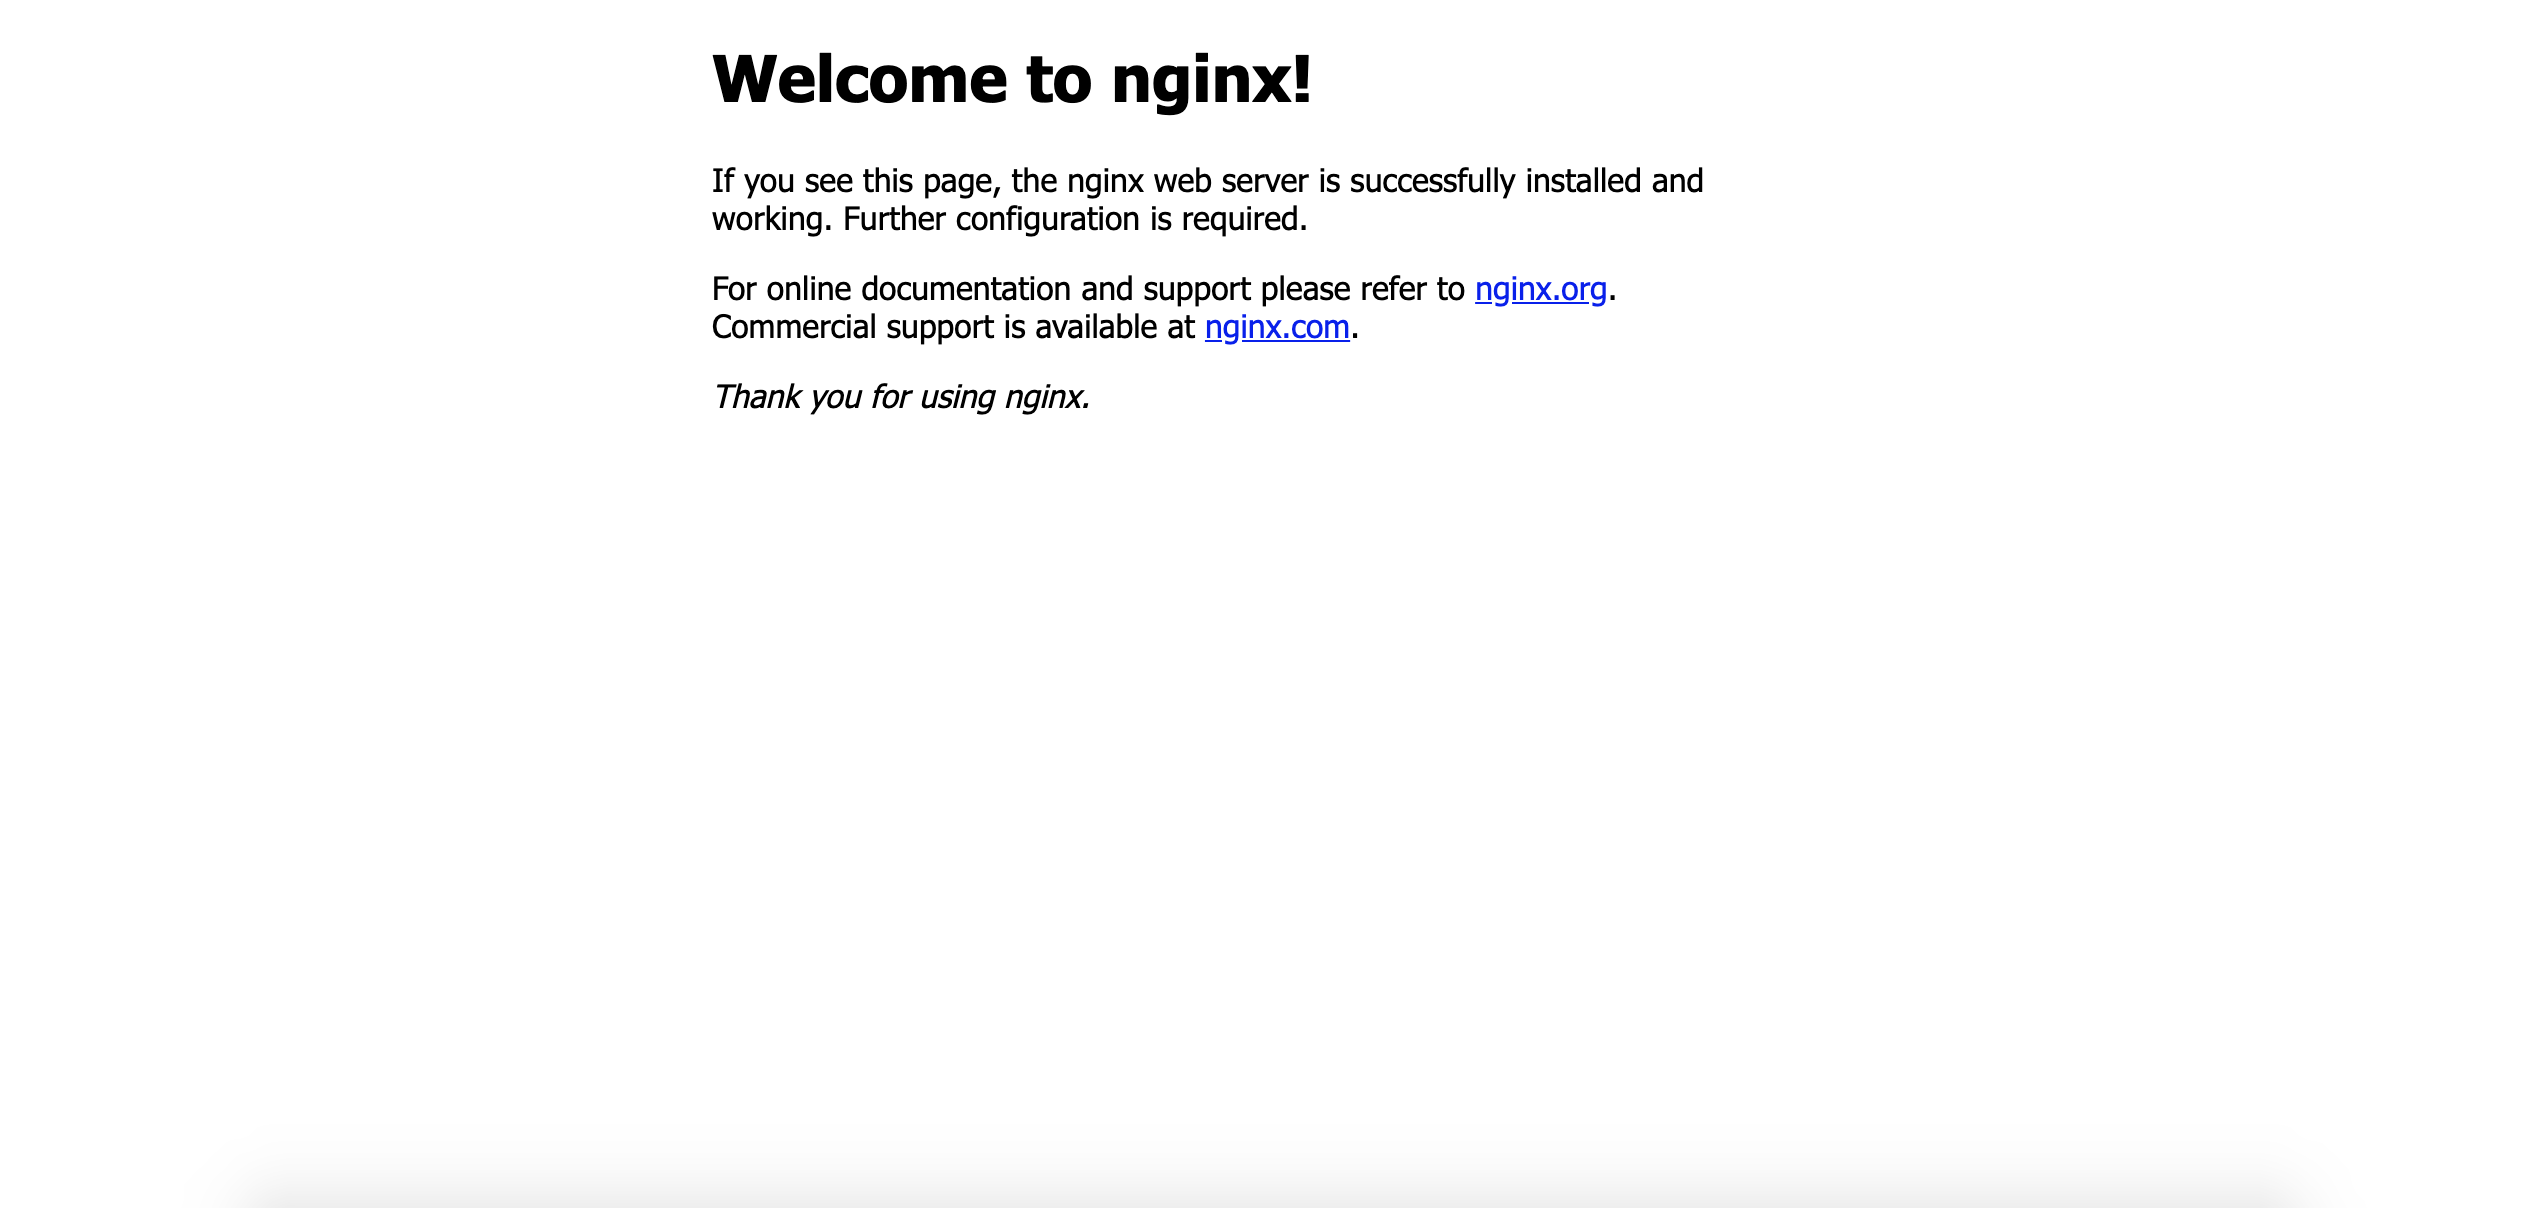 Welcome to nginx!
If you see this page, the nginx web server is successfully installed and
working. Further configuration is required.
For online documentation and support please refer to nginx.org.
Commercial support is available at nginx.com.
Thank you for using nginx.